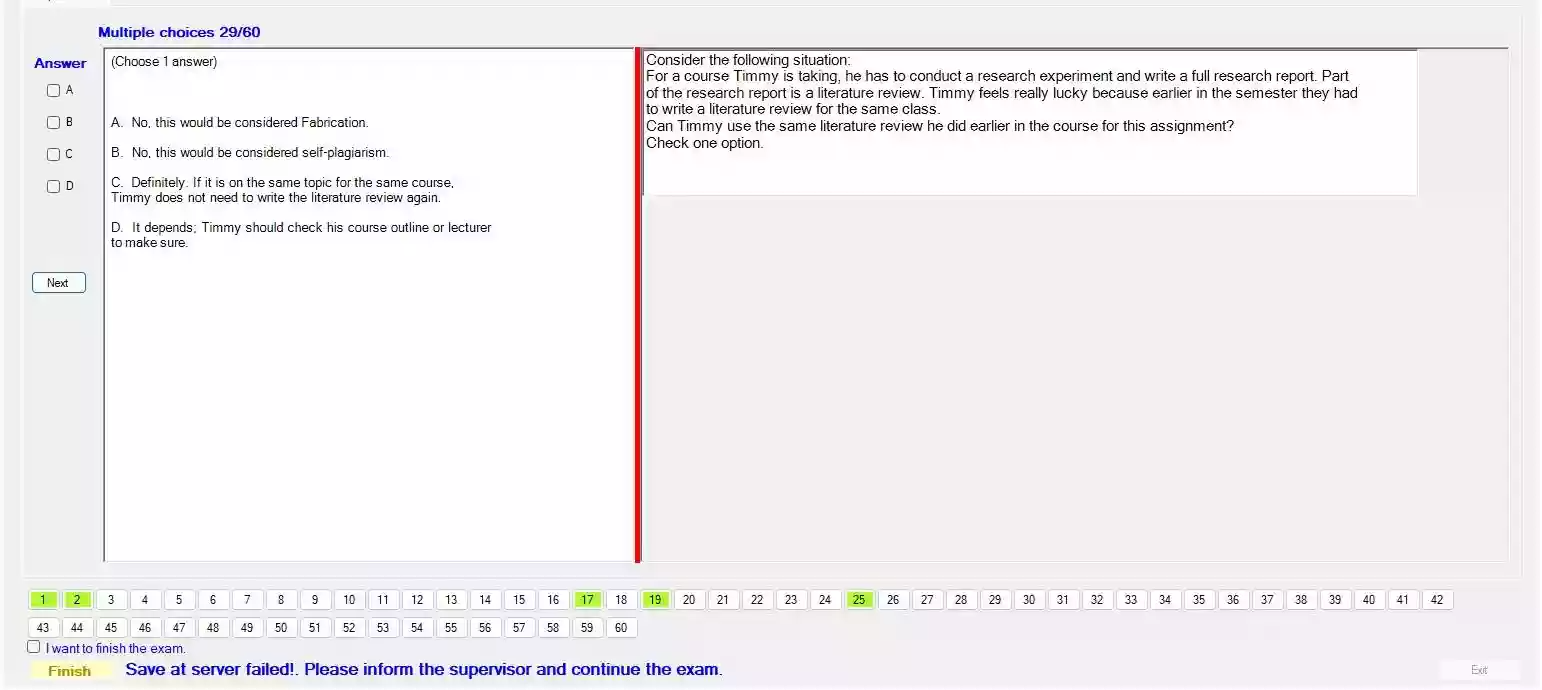 Multiple choices 29/60
Answer
A
B
C
D
Next
(Choose 1 answer)
A. No, this would be considered Fabrication.
B. No, this would be considered self-plagiarism.
C. Definitely. If it is on the same topic for the same course,
Timmy does not need to write the literature review again.
D. It depends; Timmy should check his course outline or lecturer
to make sure.
Consider the following situation:
For a course Timmy is taking, he has to conduct a research experiment and write a full research report. Part
of the research report is a literature review. Timmy feels really lucky because earlier in the semester they had
to write a literature review for the same class.
Can Timmy use the same literature review he did earlier in the course for this assignment?
Check one option.
1 2 3 4 5 6 7 8 9 10 11 12 13 14 15 16 17 18 19 20 21 22 23 24 25 26 27 28 29 30 31 32 33 34 35 36 37 38 39 40 41 42
43 44 45 46 47 48 49 50 51 52 53 54 55 56 57 58 59 60
I want to finish the exam.
Finish Save at server failed!. Please inform the supervisor and continue the exam. Exit